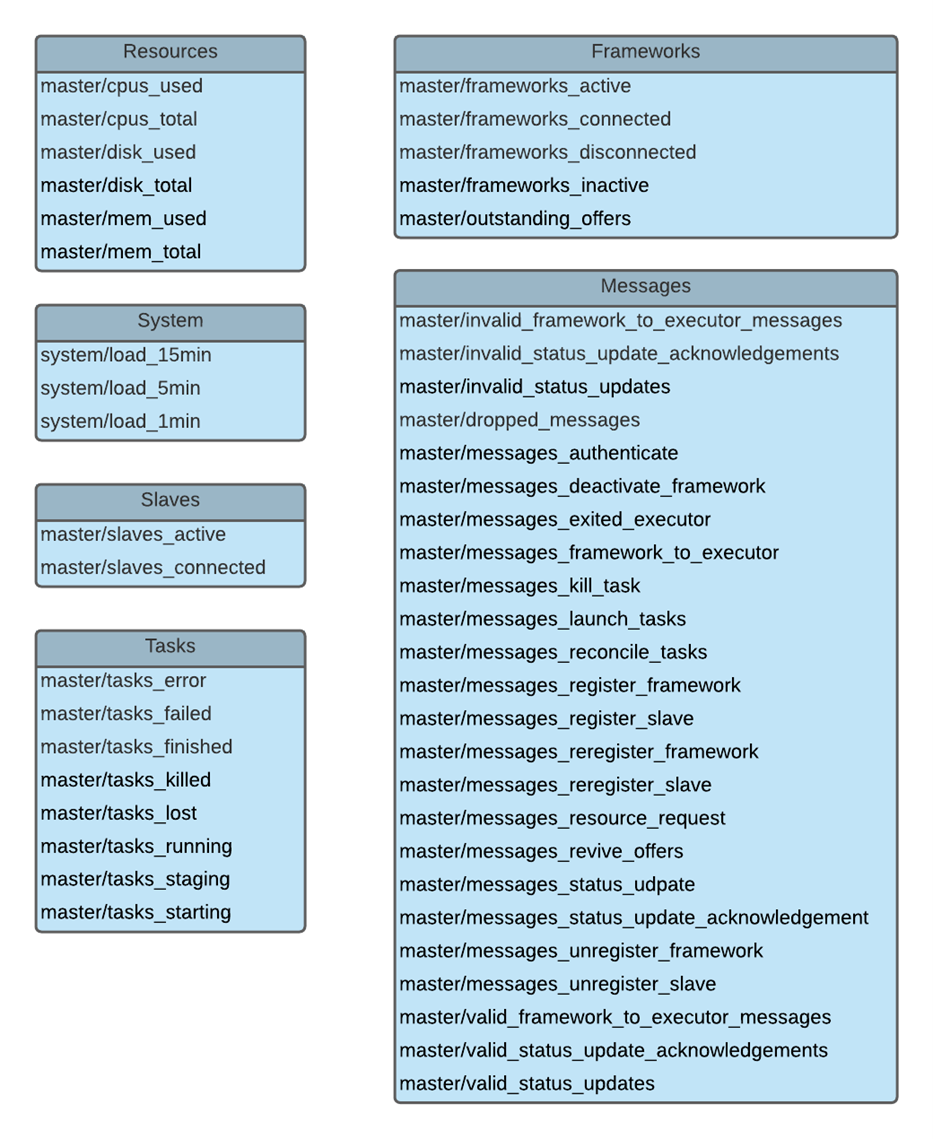 Resources
master/cpus_used
master/cpus_total
master/disk_used
master/disk_total
master/mem_used
master/mem_total
System
system/load_15min
system/load_5min
system/load_1min
Slaves
master/slaves_active
master/slaves_connected
Tasks
master/tasks_error
master/tasks_failed
master/tasks_finished
master/tasks_killed
master/tasks_lost
master/tasks_running
master/tasks_staging
master/tasks_starting
Frameworks
master/frameworks_active
master/frameworks_connected
master/frameworks_disconnected
master/frameworks_inactive
master/outstanding_offers
Messages
master/invalid_framework_to_executor_messages
master/invalid_status_update_acknowledgements
master/invalid_status_updates
master/dropped_messages
master/messages_authenticate
master/messages_deactivate_framework
master/messages_exited_executor
master/messages_framework_to_executor
master/messages_kill_task
master/messages_launch_tasks
master/messages_reconcile_tasks
master/messages_register_framework
master/messages_register_slave
master/messages_reregister_framework
master/messages_reregister_slave
master/messages_resource_request
master/messages_revive_offers
master/messages_status_udpate
master/messages_status_update_acknowledgement
master/messages_unregister_framework
master/messages_unregister_slave
master/valid_framework_to_executor_messages
master/valid_status_update_acknowledgements
master/valid_status_updates